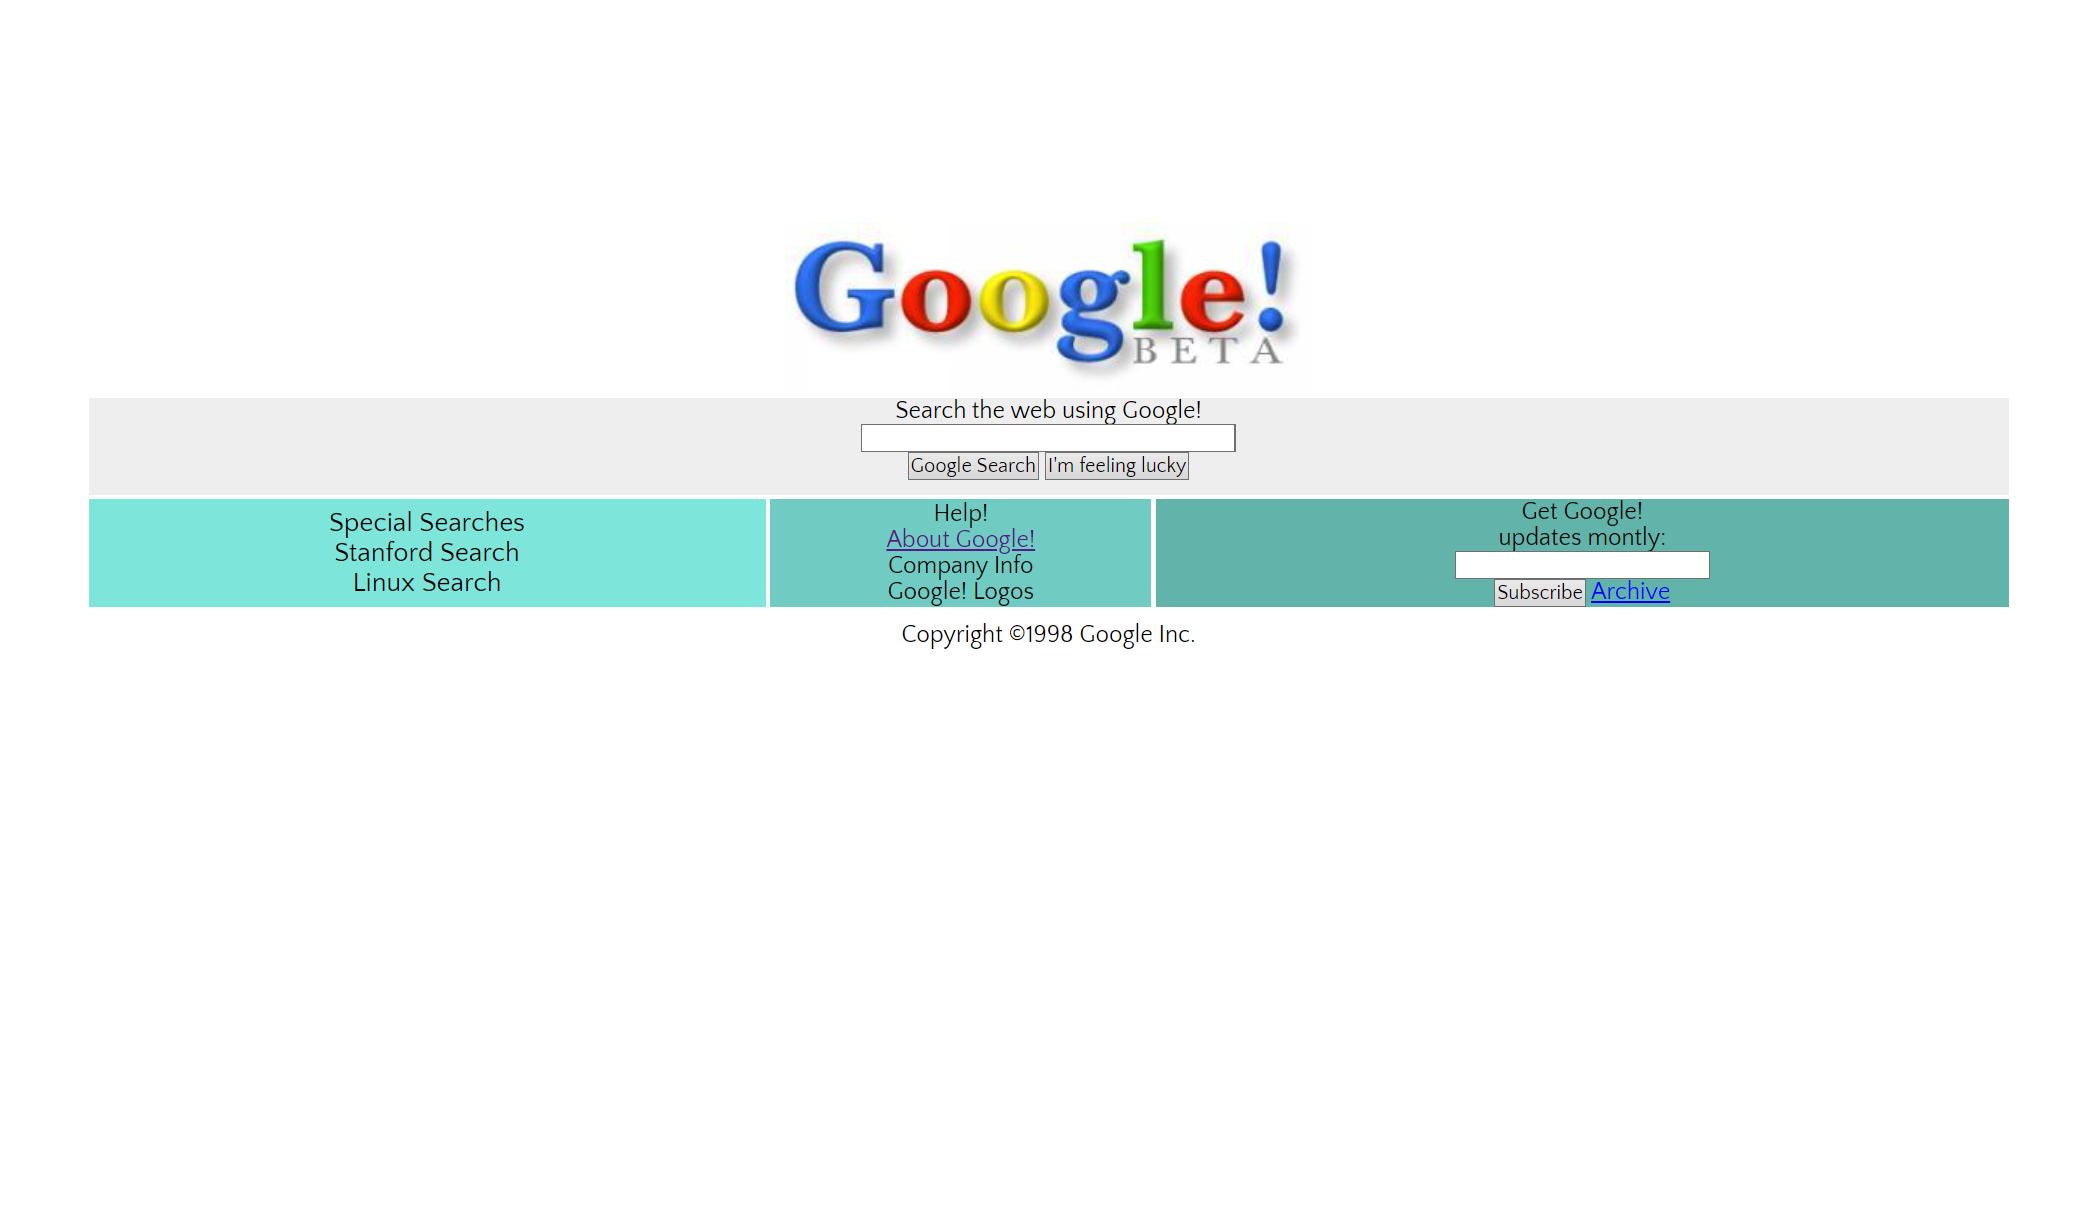 Google!
BETA
Search the web using Google!
Google Search I'm feeling lucky
Special Searches
Stanford Search
Linux Search
Help!
About Google!
Company Info
Google! Logos
Get Google!
updates montly:
Subscribe Archive
Copyright ©1998 Google Inc.